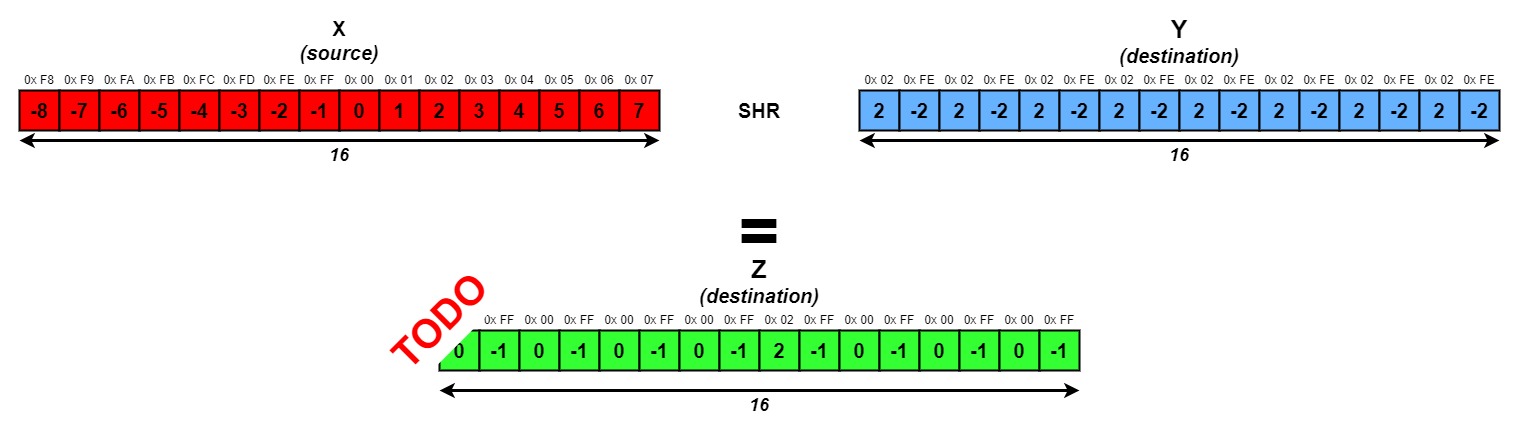 X
(source)
0x F8 0x F9 0x FA 0x FB 0x FC 0x FD 0x FE 0x FF 0x 00 0x 01 0x 02 0x 03 0x 04 0x 05 0x 06 0x 07
-8 -7 -6 -5 -4 -3 -2 -1 0 1 2 3 4 5 6 7
16
SHR
Y
(destination)
0x 02 0x FE 0x 02 0x FE 0x 02 0x FE 0x 02 0x FE 0x 02 0x FE 0x 02 0x FE 0x 02 0x FE 0x 02 0x FE
2 -2 2 -2 2 -2 2 -2 2 -2 2 -2 2 -2 2 -2
16
=
Z
(destination)
TODO
0x FF 0x 00 0x FF 0x 00 0x FF 0x 00 0x FF 0x 02 0x FF 0x 00 0x FF 0x 00 0x FF 0x 00 0x FF
0 -1 0 -1 0 -1 0 -1 2 -1 0 -1 0 -1 0 -1
16